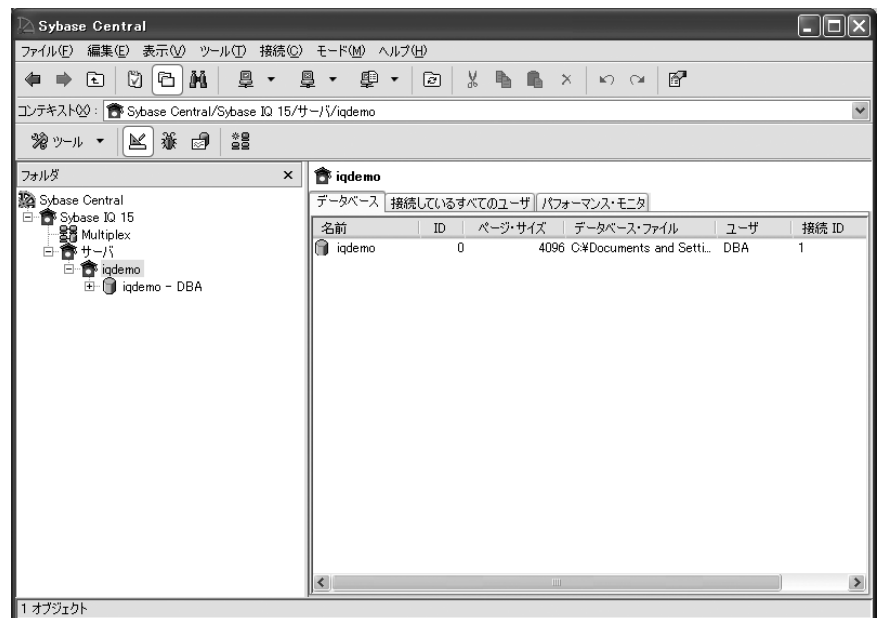 Sybase Central
ファイル(F) 編集(E) 表示(V) ツール(T) 接続(C) モード(M) ヘルプ(H)
コンテキスト(X): Sybase Central/Sybase IQ 15/サーバ/iqdemo
ツール
フォルダ
Sybase Central
Sybase IQ 15
Multiplex
サーバ
iqdemo
iqdemo - DBA
iqdemo
データベース 接続しているすべてのユーザ パフォーマンス・モニタ
名前 ID ページ・サイズ データベース・ファイル ユーザ 接続 ID
iqdemo 0 4096 C:¥Documents and Setti... DBA 1
1 オブジェクト